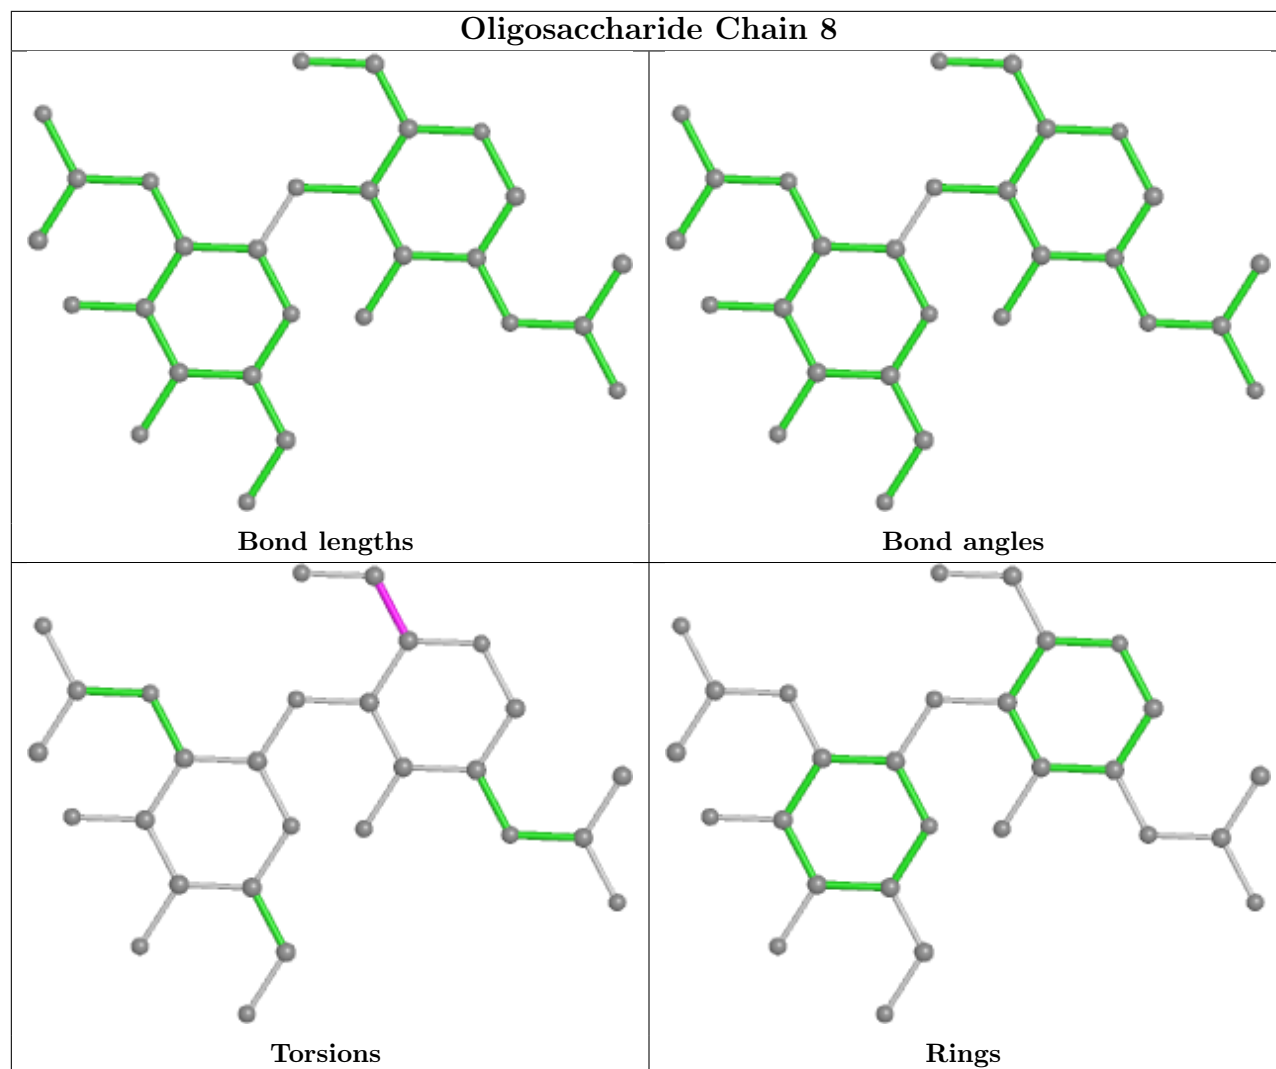 Oligosaccharide Chain 8
Bond lengths
Bond angles
Torsions
Rings